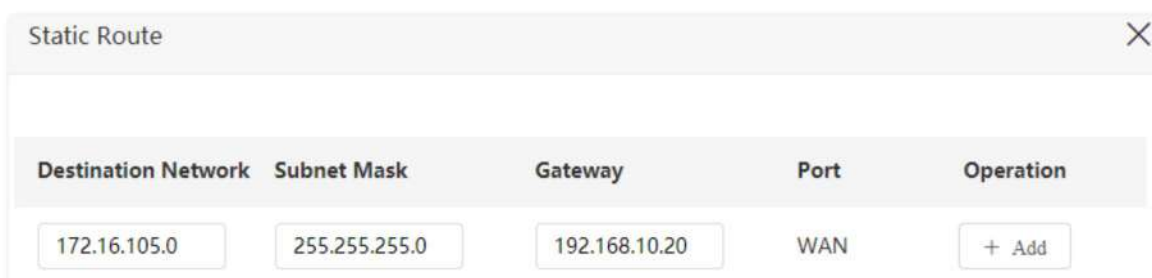 Static Route
Destination Network Subnet Mask Gateway Port Operation
172.16.105.0 255.255.255.0 192.168.10.20 WAN + Add